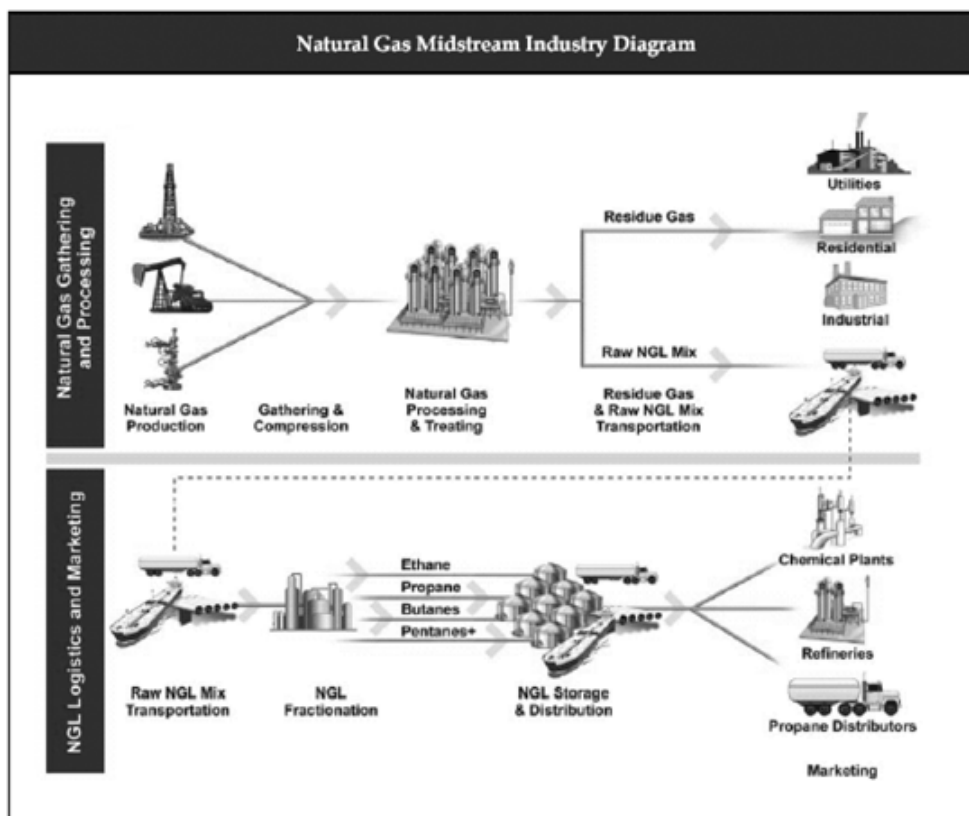 Natural Gas Midstream Industry Diagram
Natural Gas Gathering
and Processing
Utilities
Residue Gas
Residential
Industrial
Raw NGL Mix
Natural Gas
Production
Gathering &
Compression
Natural Gas
Processing
& Treating
Residue Gas
& Raw NGL Mix
Transportation
NGL Logistics and Marketing
Ethane
Propane
Butanes
Pentanes+
Chemical Plants
Refineries
Raw NGL Mix
Transportation
NGL
Fractionation
NGL Storage
& Distribution
Propane Distributors
Marketing